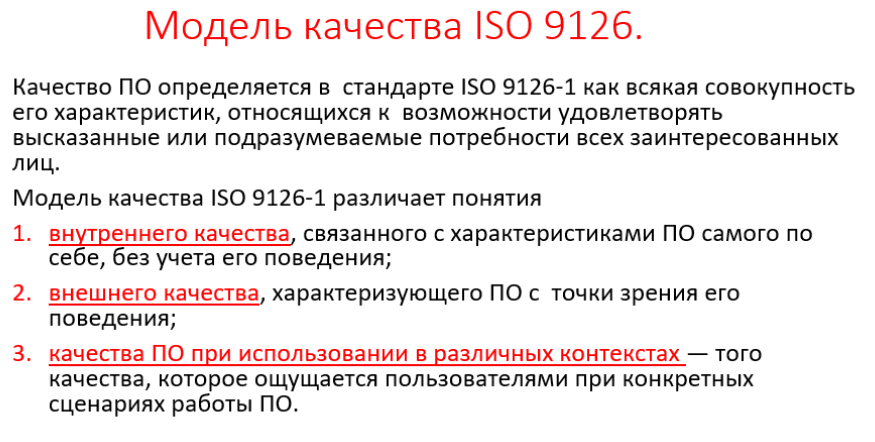 Модель качества ISO 9126.
Качество ПО определяется в стандарте ISO 9126-1 как всякая совокупность
его характеристик, относящихся к возможности удовлетворять
высказанные или подразумеваемые потребности всех заинтересованных
лиц.
Модель качества ISO 9126-1 различает понятия
1. внутреннего качества, связанного с характеристиками ПО самого по
себе, без учета его поведения;
2. внешнего качества, характеризующего ПО с точки зрения его
поведения;
3. качества ПО при использовании в различных контекстах — того
качества, которое ощущается пользователями при конкретных
сценариях работы ПО.